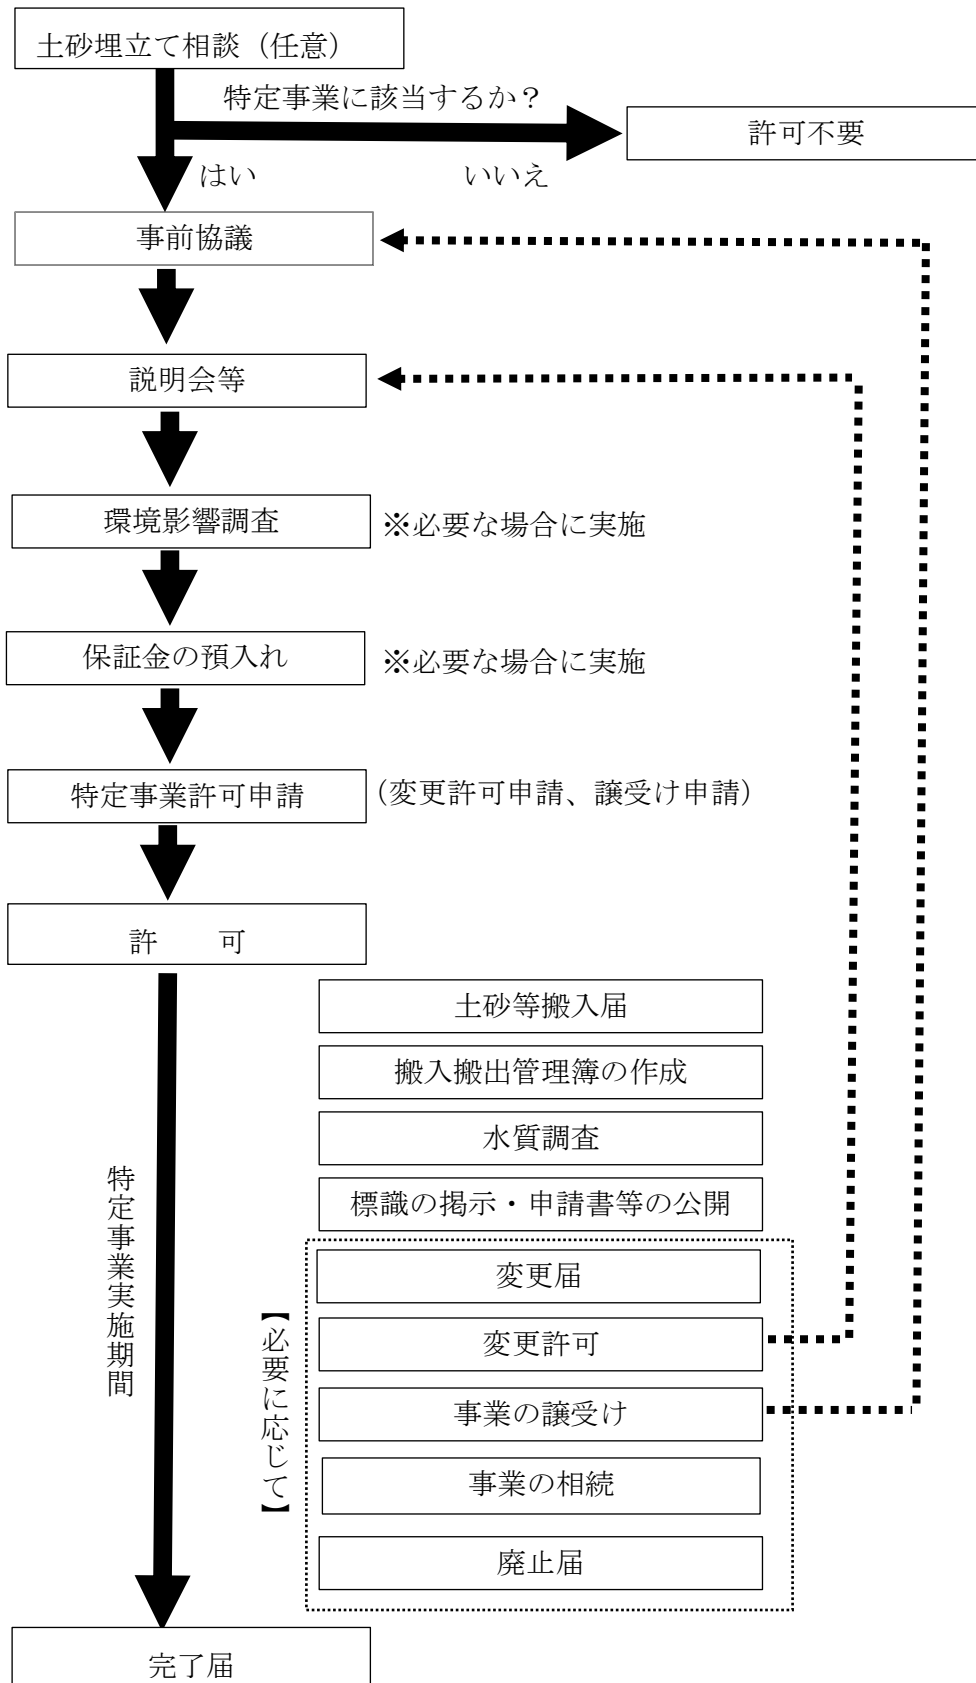 土砂埋立て相談（任意）
特定事業に該当するか？
許可不要
はい
いいえ
事前協議
説明会等
環境影響調査
※必要な場合に実施
保証金の預入れ
※必要な場合に実施
特定事業許可申請
（変更許可申請、譲受け申請）
許　　可
土砂等搬入届
搬入搬出管理簿の作成
水質調査
標識の掲示・申請書等の公開
特定事業実施期間
【必要に応じて】
変更届
変更許可
事業の譲受け
事業の相続
廃止届
完了届